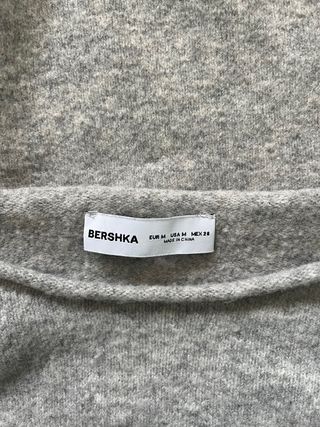 BERSHKA
EUR M USA M MEX 28
MADE IN CHINA